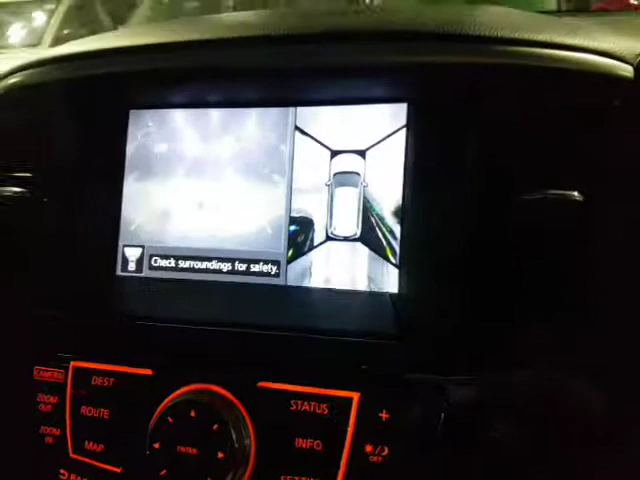 Check surroundings for safety.
CAMERA
DEST
ZOOM
OUT
ROUTE
ZOOM
IN
MAP
ENTER
STATUS
INFO
+
OFF